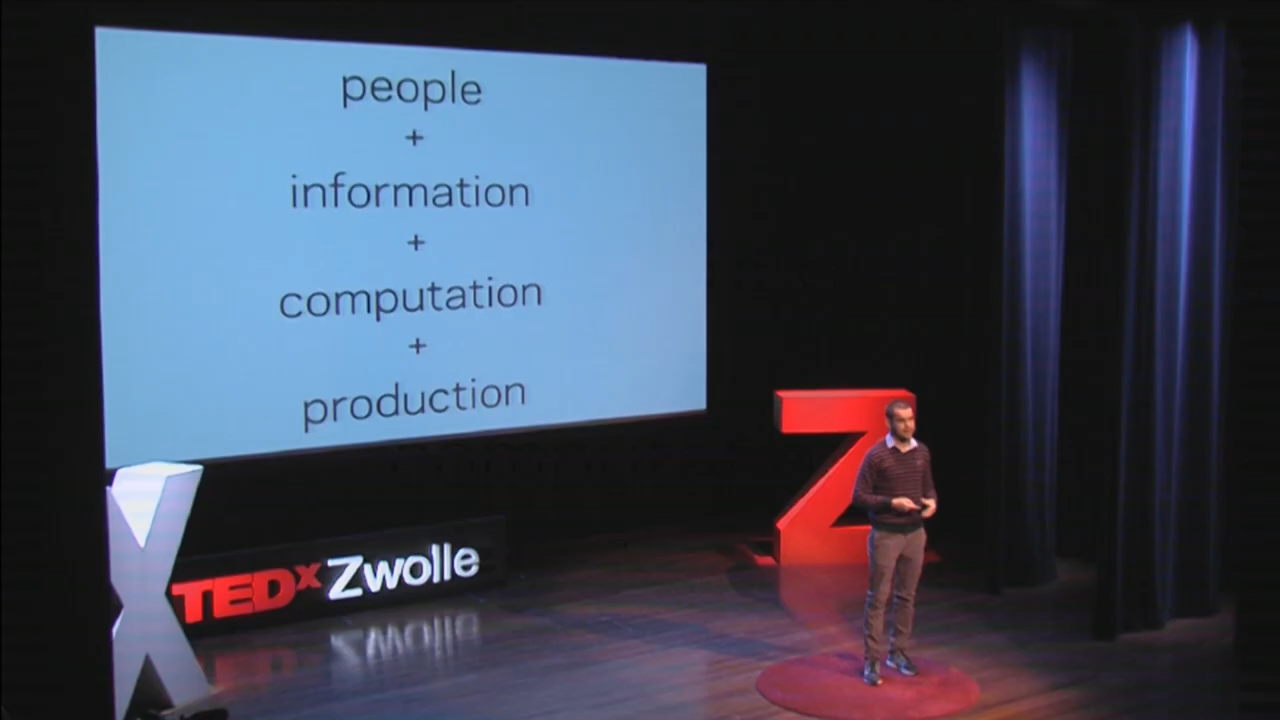 people
+
information
+
computation
+
production
Z
X
TEDxZwolle